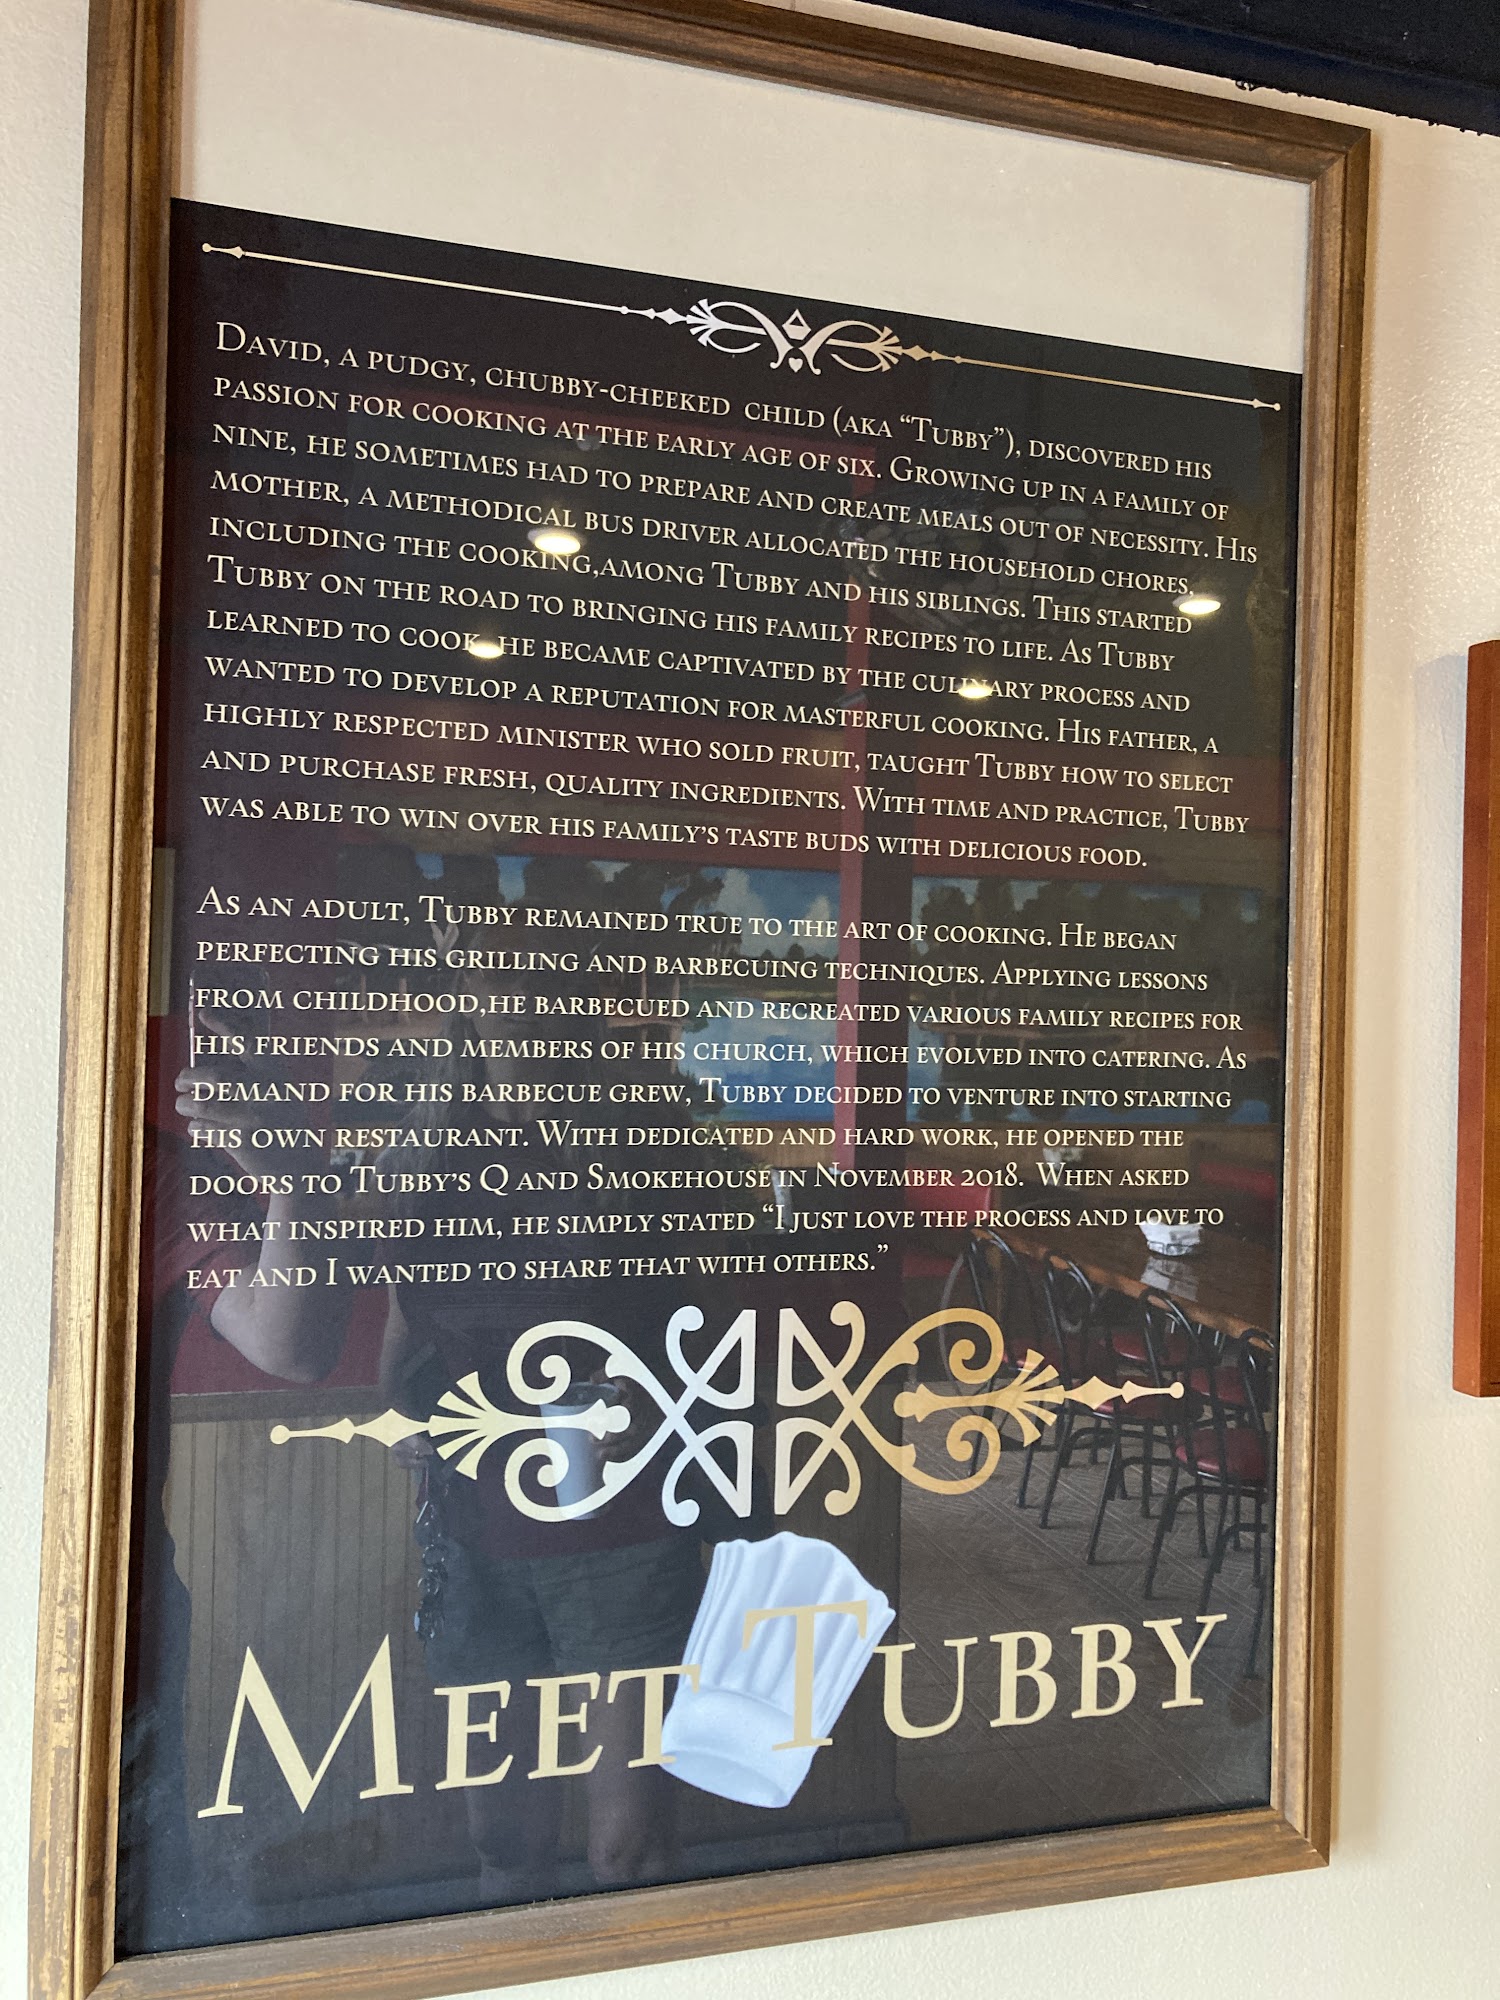 David, a pudgy, chubby-cheeked child (aka “Tubby”), discovered his
passion for cooking at the early age of six. Growing up in a family of
nine, he sometimes had to prepare and create meals out of necessity. His
mother, a methodical bus driver allocated the household chores,
including the cooking,among Tubby and his siblings. This started
Tubby on the road to bringing his family recipes to life. As Tubby
learned to cook, he became captivated by the culinary process and
wanted to develop a reputation for masterful cooking. His father, a
highly respected minister who sold fruit, taught Tubby how to select
and purchase fresh, quality ingredients. With time and practice, Tubby
was able to win over his family’s taste buds with delicious food.
As an adult, Tubby remained true to the art of cooking. He began
perfecting his grilling and barbecuing techniques. Applying lessons
from childhood,he barbecued and recreated various family recipes for
his friends and members of his church, which evolved into catering. As
demand for his barbecue grew, Tubby decided to venture into starting
his own restaurant. With dedicated and hard work, he opened the
doors to Tubby’s Q and Smokehouse in November 2018. When asked
what inspired him, he simply stated “I just love the process and love to
eat and I wanted to share that with others.”
Meet Tubby